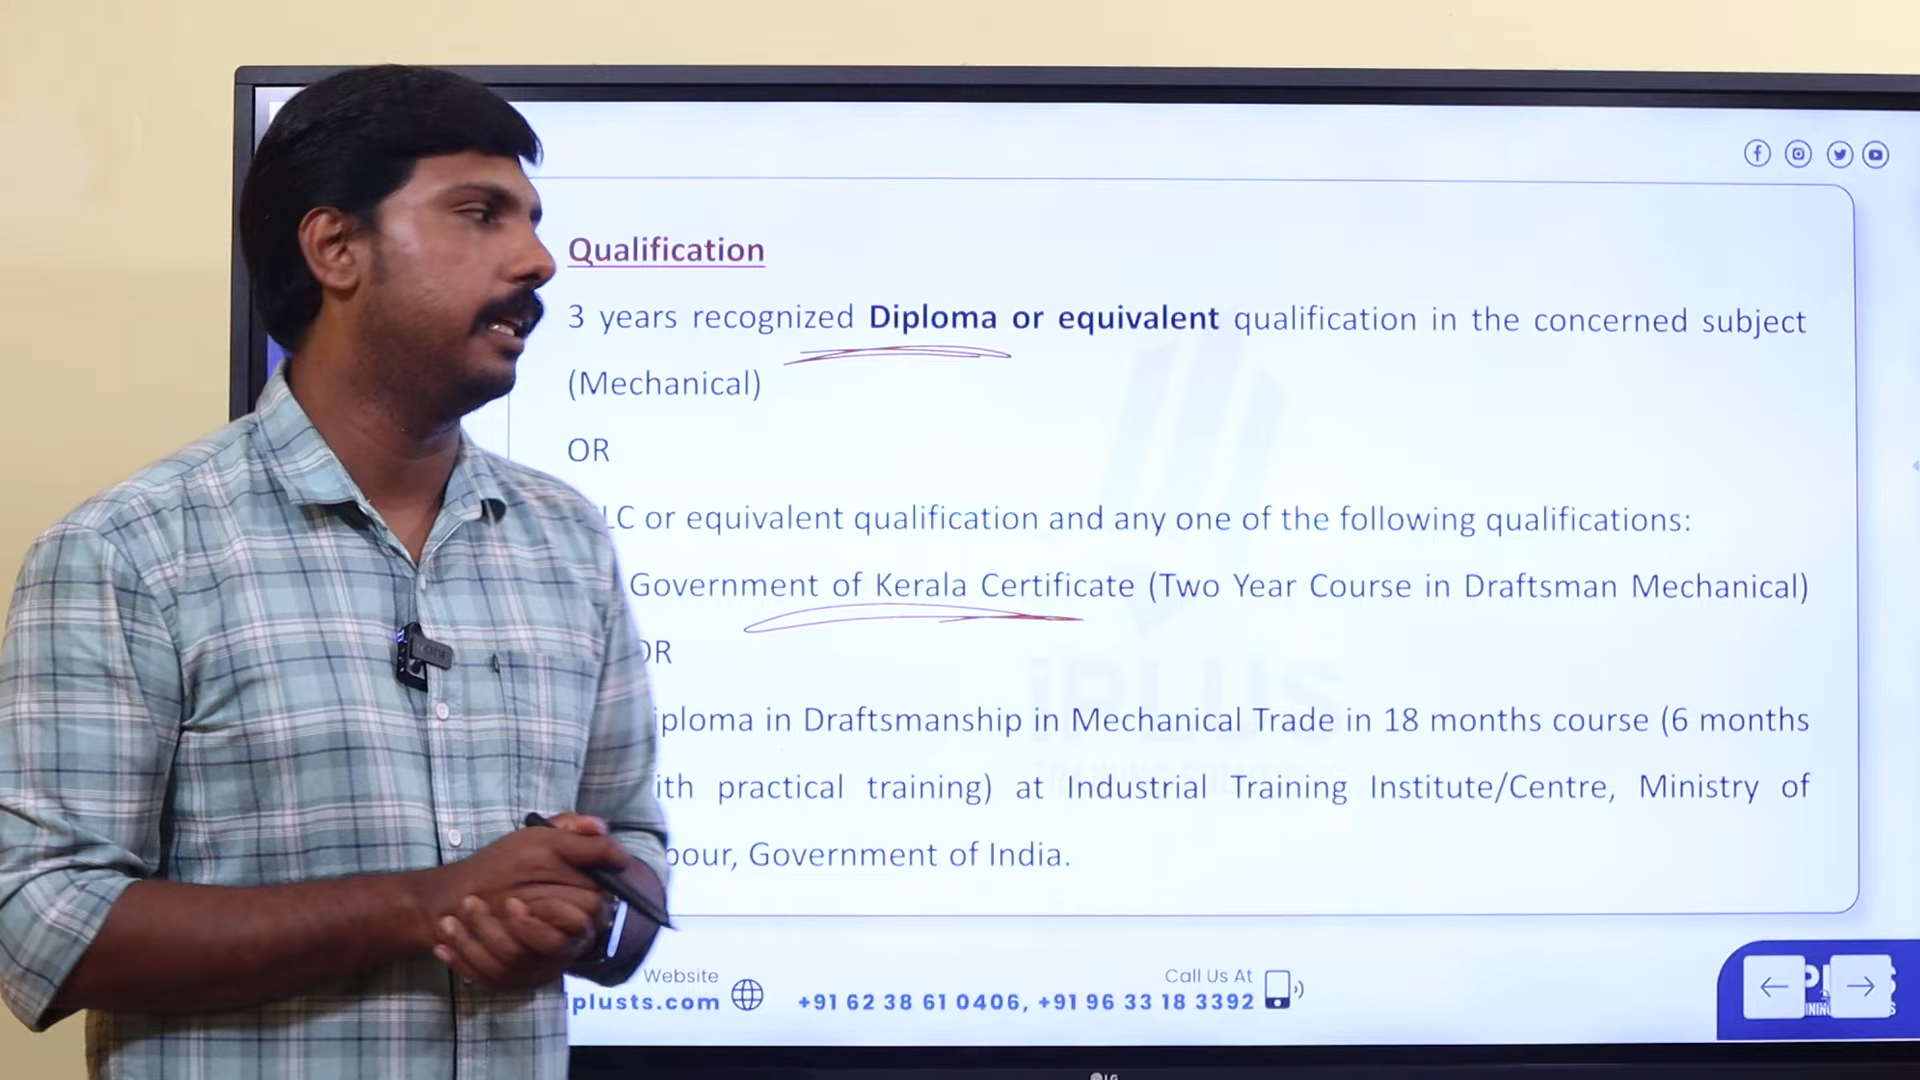 Qualification
3 years recognized Diploma or equivalent qualification in the concerned subject
(Mechanical)
OR
LC or equivalent qualification and any one of the following qualifications:
Government of Kerala Certificate (Two Year Course in Draftsman Mechanical)
OR
iploma in Draftsmanship in Mechanical Trade in 18 months course (6 months
ith practical training) at Industrial Training Institute/Centre, Ministry of
bour, Government of India.
iPLUS
Website
iplusts.com
Call Us At
+91 62 38 61 0406, +91 96 33 18 3392
LG